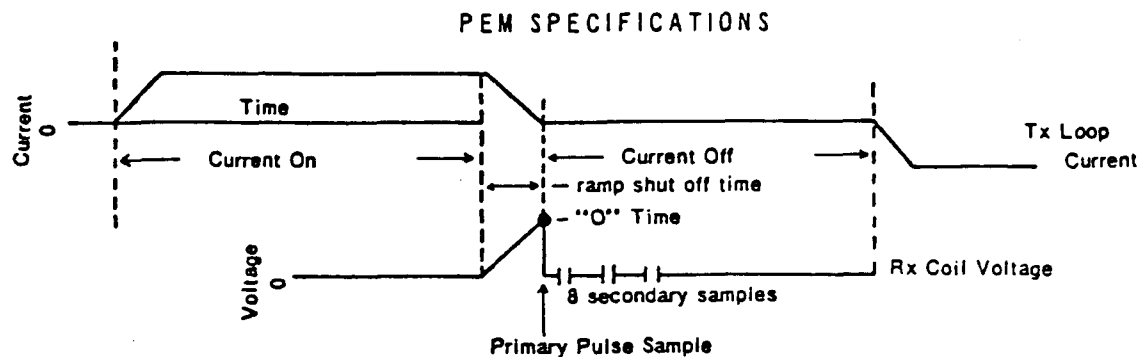 PEM SPECIFICATIONS
Current
0
Time
Tx Loop
Current
Current On
Current Off
ramp shut off time
"O" Time
Voltage
0
Rx Coil Voltage
8 secondary samples
Primary Pulse Sample